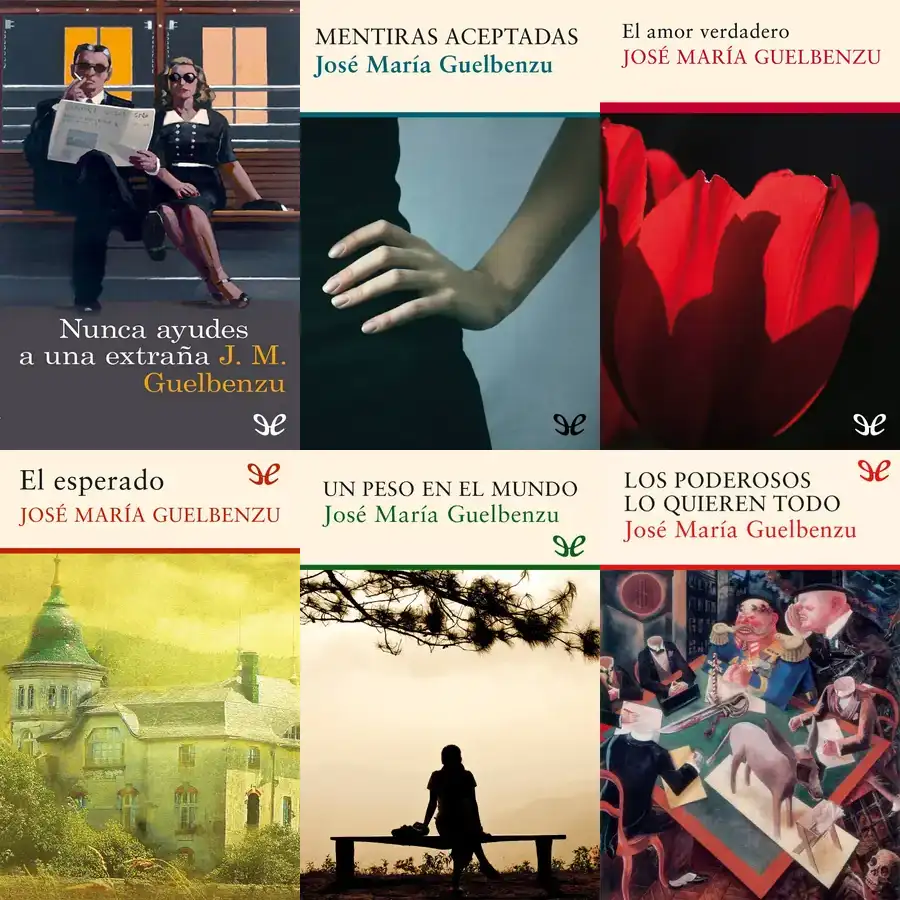 Nunca ayudes
a una extraña J. M.
Guelbenzu
MENTIRAS ACEPTADAS
José María Guelbenzu
El amor verdadero
JOSÉ MARÍA GUELBENZU
El esperado
JOSÉ MARÍA GUELBENZU
UN PESO EN EL MUNDO
José María Guelbenzu
LOS PODEROSOS
LO QUIEREN TODO
José María Guelbenzu